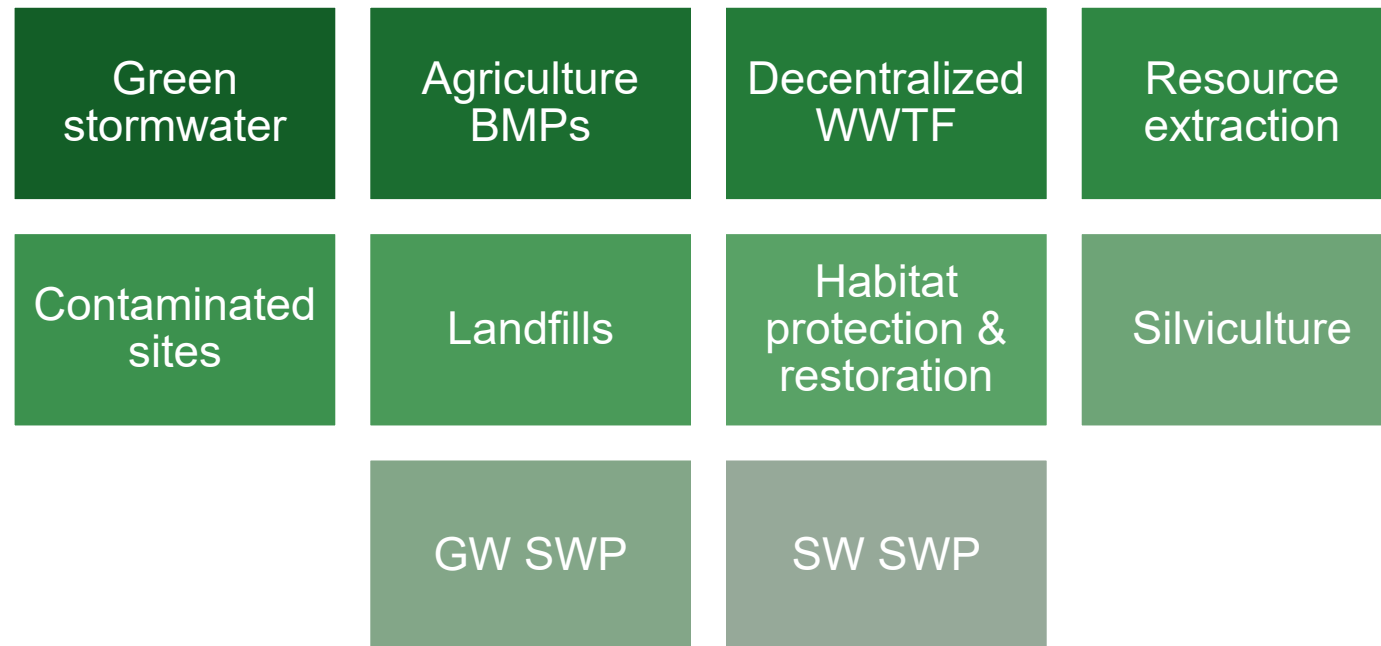 Green
stormwater
Agriculture
BMPs
Decentralized
WWTF
Resource
extraction
Contaminated
sites
Landfills
Habitat
protection &
restoration
Silviculture
GW SWP
SW SWP